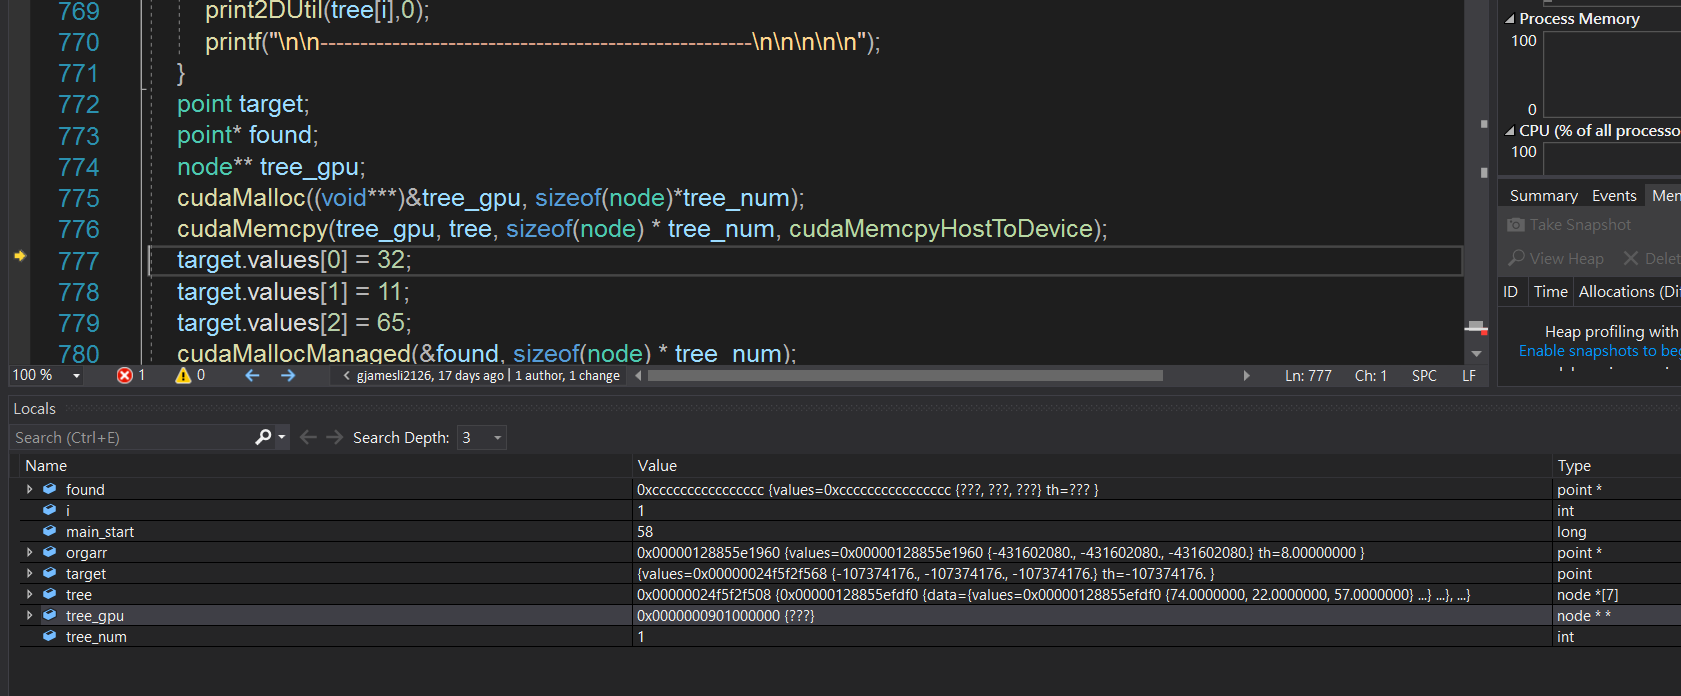 769 print2DUtil(tree[i],0);
770 printf("\n\n------------------------------------------------------\n\n\n\n\n");
771 }
772 point target;
773 point* found;
774 node** tree_gpu;
775 cudaMalloc((void***)&tree_gpu, sizeof(node)*tree_num);
776 cudaMemcpy(tree_gpu, tree, sizeof(node) * tree_num, cudaMemcpyHostToDevice);
777 target.values[0] = 32;
778 target.values[1] = 11;
779 target.values[2] = 65;
780 cudaMallocManaged(&found, sizeof(node) * tree_num);
100 % 1 0 gjamesli2126, 17 days ago | 1 author, 1 change Ln: 777 Ch: 1 SPC LF
Process Memory
100
0
CPU (% of all processo
100
Summary Events Men
Take Snapshot
View Heap Delet
ID Time Allocations (Di
Heap profiling with
Enable snapshots to be
Locals
Search (Ctrl+E) Search Depth: 3
Name Value Type
found 0xcccccccccccccccc {values=0xcccccccccccccccc {???, ???, ???} th=??? } point *
i 1 int
main_start 58 long
orgarr 0x00000128855e1960 {values=0x00000128855e1960 {-431602080., -431602080., -431602080.} th=8.00000000 } point *
target {values=0x00000024f5f2f568 {-107374176., -107374176., -107374176.} th=-107374176. } point
tree 0x00000024f5f2f508 {0x00000128855efdf0 {data={values=0x00000128855efdf0 {74.0000000, 22.0000000, 57.0000000} ...} ...}, ...} node *[7]
tree_gpu 0x0000000901000000 {???} node * *
tree_num 1 int